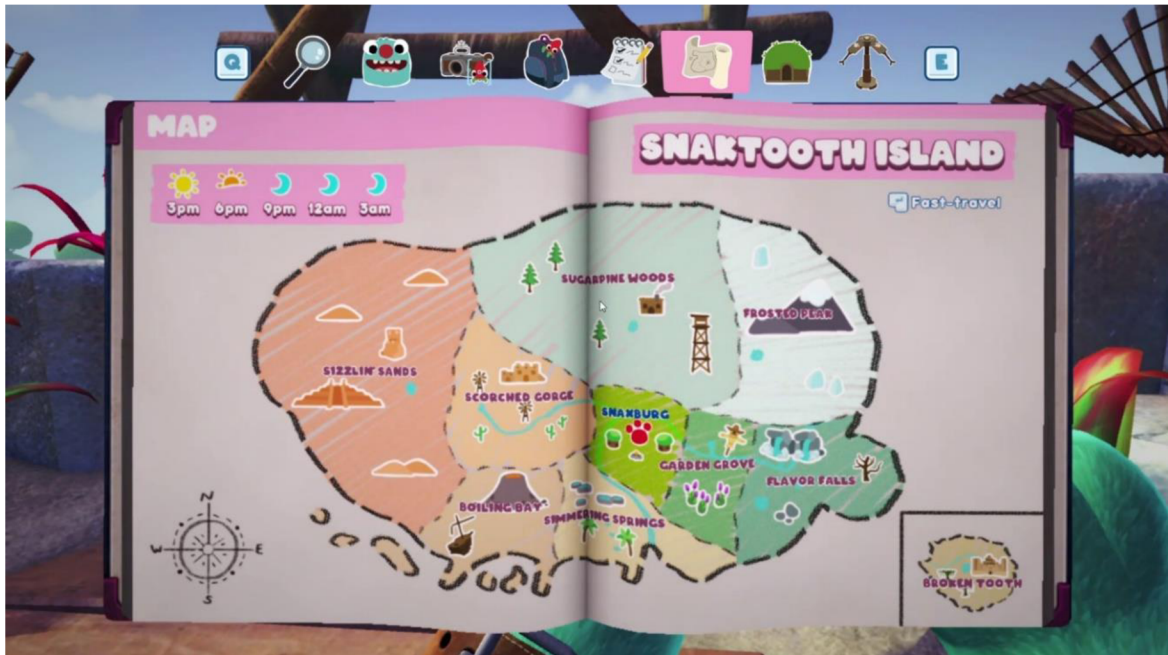 Q
E
MAP
SNAKTOOTH ISLAND
3pm 6pm 9pm 12am 3am
Fast-travel
SUGARPINE WOODS
FROSTED PEAK
SIZZLIN' SANDS
SCORCHED GORGE
SNAXBURG
GARDEN GROVE
FLAVOR FALLS
BOILING BAY
SIMMERING SPRINGS
N
W E
S
BROKEN TOOTH